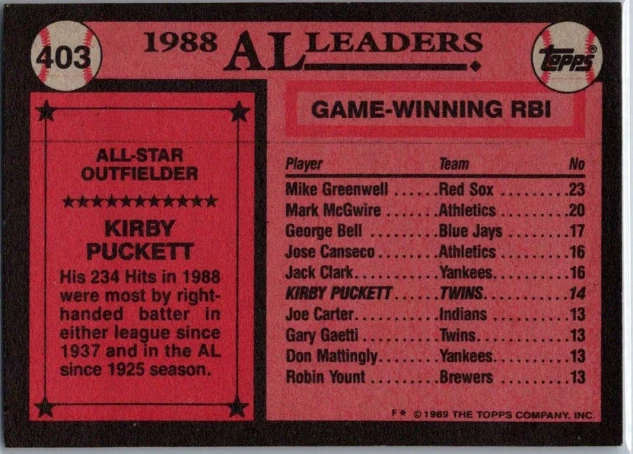 403
1988 AL LEADERS
Topps®
ALL-STAR
OUTFIELDER
★★★★★★★★★★★
KIRBY
PUCKETT
His 234 Hits in 1988
were most by right-
handed batter in
either league since
1937 and in the AL
since 1925 season.
GAME-WINNING RBI
Player Team No
Mike Greenwell ......Red Sox .........23
Mark McGwire .......Athletics ........20
George Bell .........Blue Jays .......17
Jose Canseco........Athletics ........16
Jack Clark...........Yankees.........16
KIRBY PUCKETT......TWINS............14
Joe Carter...........Indians .........13
Gary Gaetti..........Twins............13
Don Mattingly........Yankees.........13
Robin Yount .........Brewers .........13
F* ©1989 THE TOPPS COMPANY, INC.